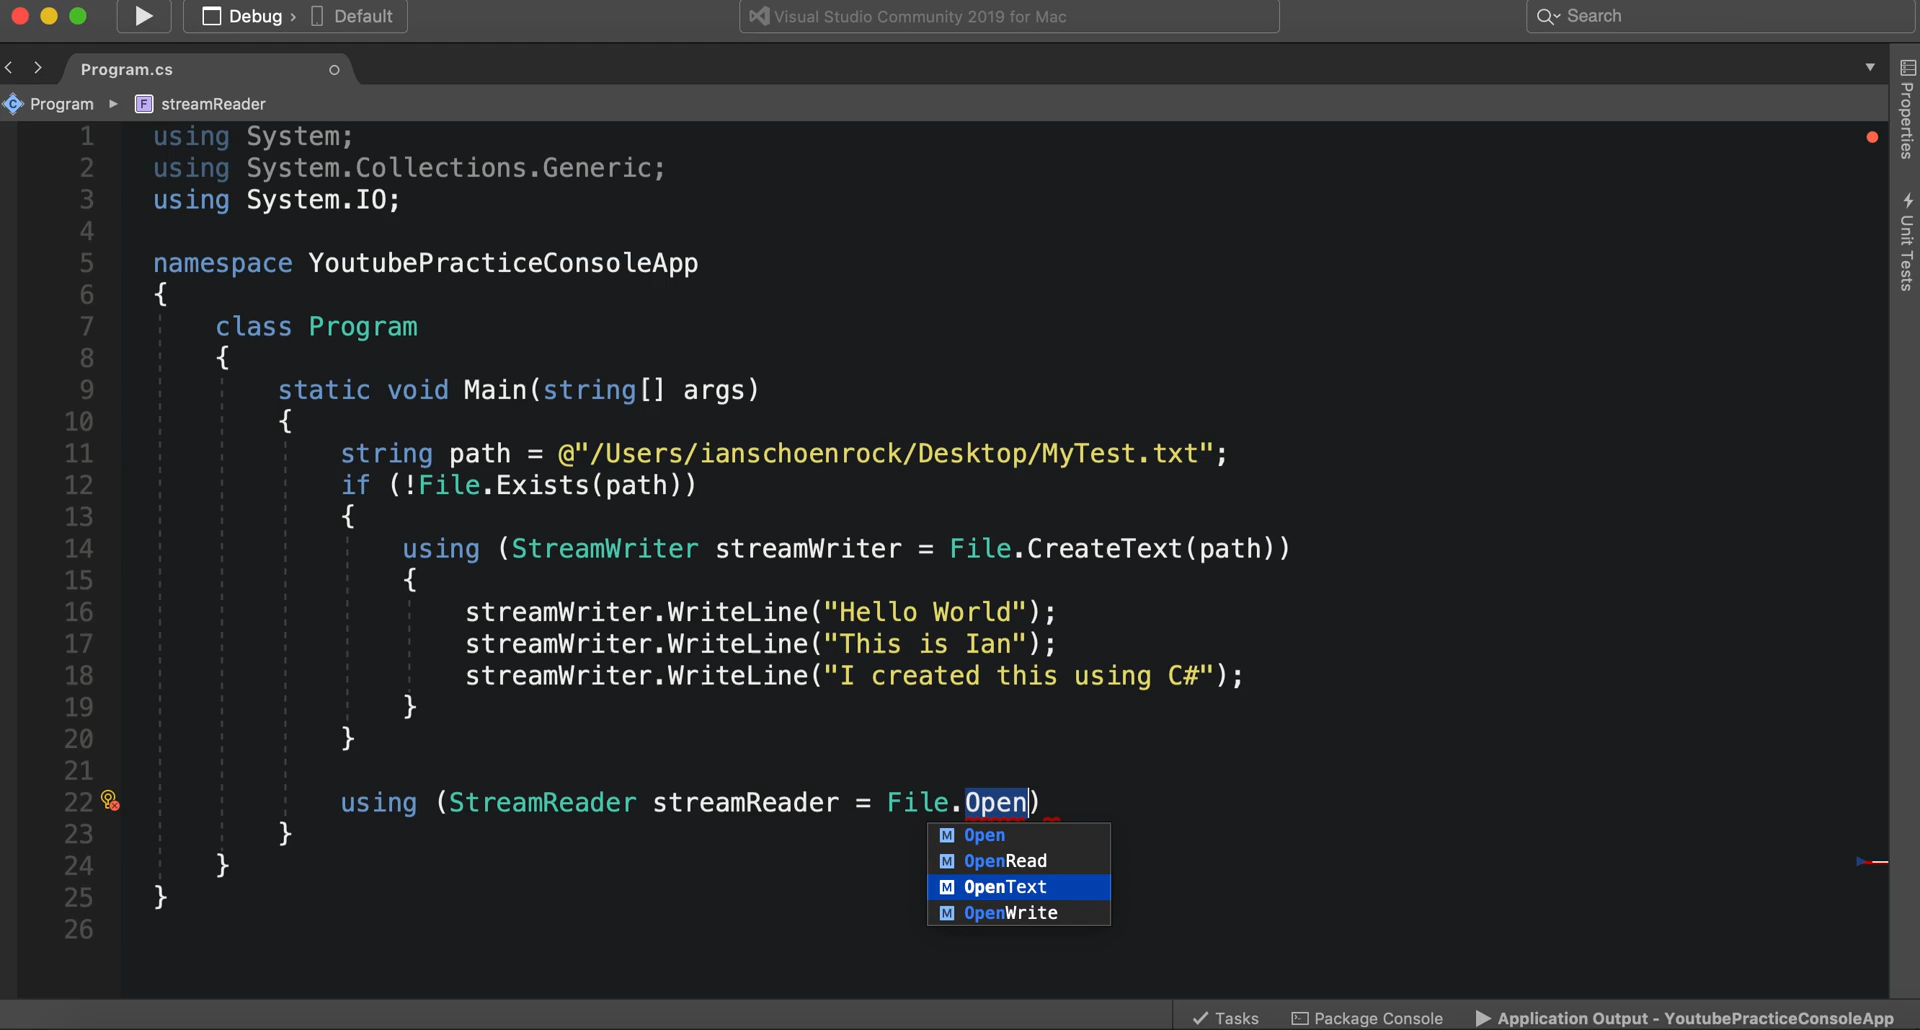 Debug › Default
Visual Studio Community 2019 for Mac
Search
Program.cs
Program
F streamReader
Properties
Unit Tests
1 using System;
2 using System.Collections.Generic;
3 using System.IO;
4
5 namespace YoutubePracticeConsoleApp
6 {
7 class Program
8 {
9 static void Main(string[] args)
10 {
11 string path = @"/Users/ianschoenrock/Desktop/MyTest.txt";
12 if (!File.Exists(path))
13 {
14 using (StreamWriter streamWriter = File.CreateText(path))
15 {
16 streamWriter.WriteLine("Hello World");
17 streamWriter.WriteLine("This is Ian");
18 streamWriter.WriteLine("I created this using C#");
19 }
20 }
21
22 using (StreamReader streamReader = File.Open)
23 }
24 }
25 }
26
M Open
M OpenRead
M OpenText
M OpenWrite
Tasks
Package Console
Application Output - YoutubePracticeConsoleApp